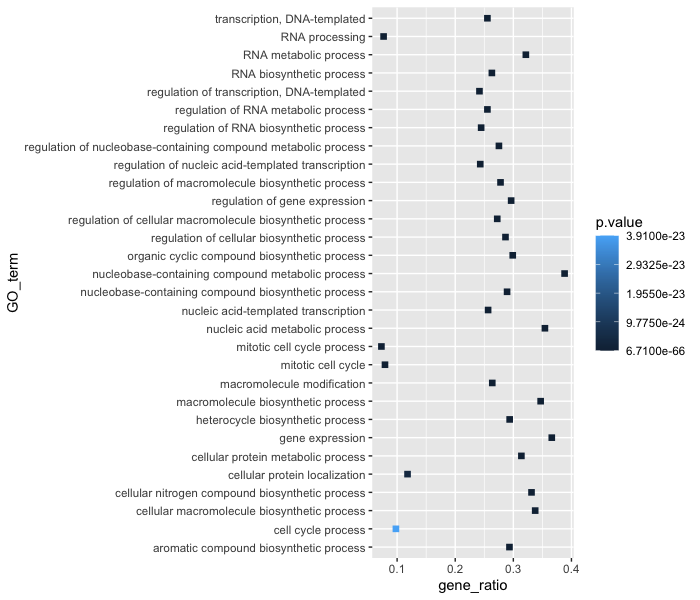 transcription, DNA-templated
RNA processing
RNA metabolic process
RNA biosynthetic process
regulation of transcription, DNA-templated
regulation of RNA metabolic process
regulation of RNA biosynthetic process
regulation of nucleobase-containing compound metabolic process
regulation of nucleic acid-templated transcription
regulation of macromolecule biosynthetic process
regulation of gene expression
regulation of cellular macromolecule biosynthetic process
regulation of cellular biosynthetic process
organic cyclic compound biosynthetic process
nucleobase-containing compound metabolic process
nucleobase-containing compound biosynthetic process
nucleic acid-templated transcription
nucleic acid metabolic process
mitotic cell cycle process
mitotic cell cycle
macromolecule modification
macromolecule biosynthetic process
heterocycle biosynthetic process
gene expression
cellular protein metabolic process
cellular protein localization
cellular nitrogen compound biosynthetic process
cellular macromolecule biosynthetic process
cell cycle process
aromatic compound biosynthetic process
GO_term
0.1 0.2 0.3 0.4
gene_ratio
p.value
3.9100e-23
2.9325e-23
1.9550e-23
9.7750e-24
6.7100e-66